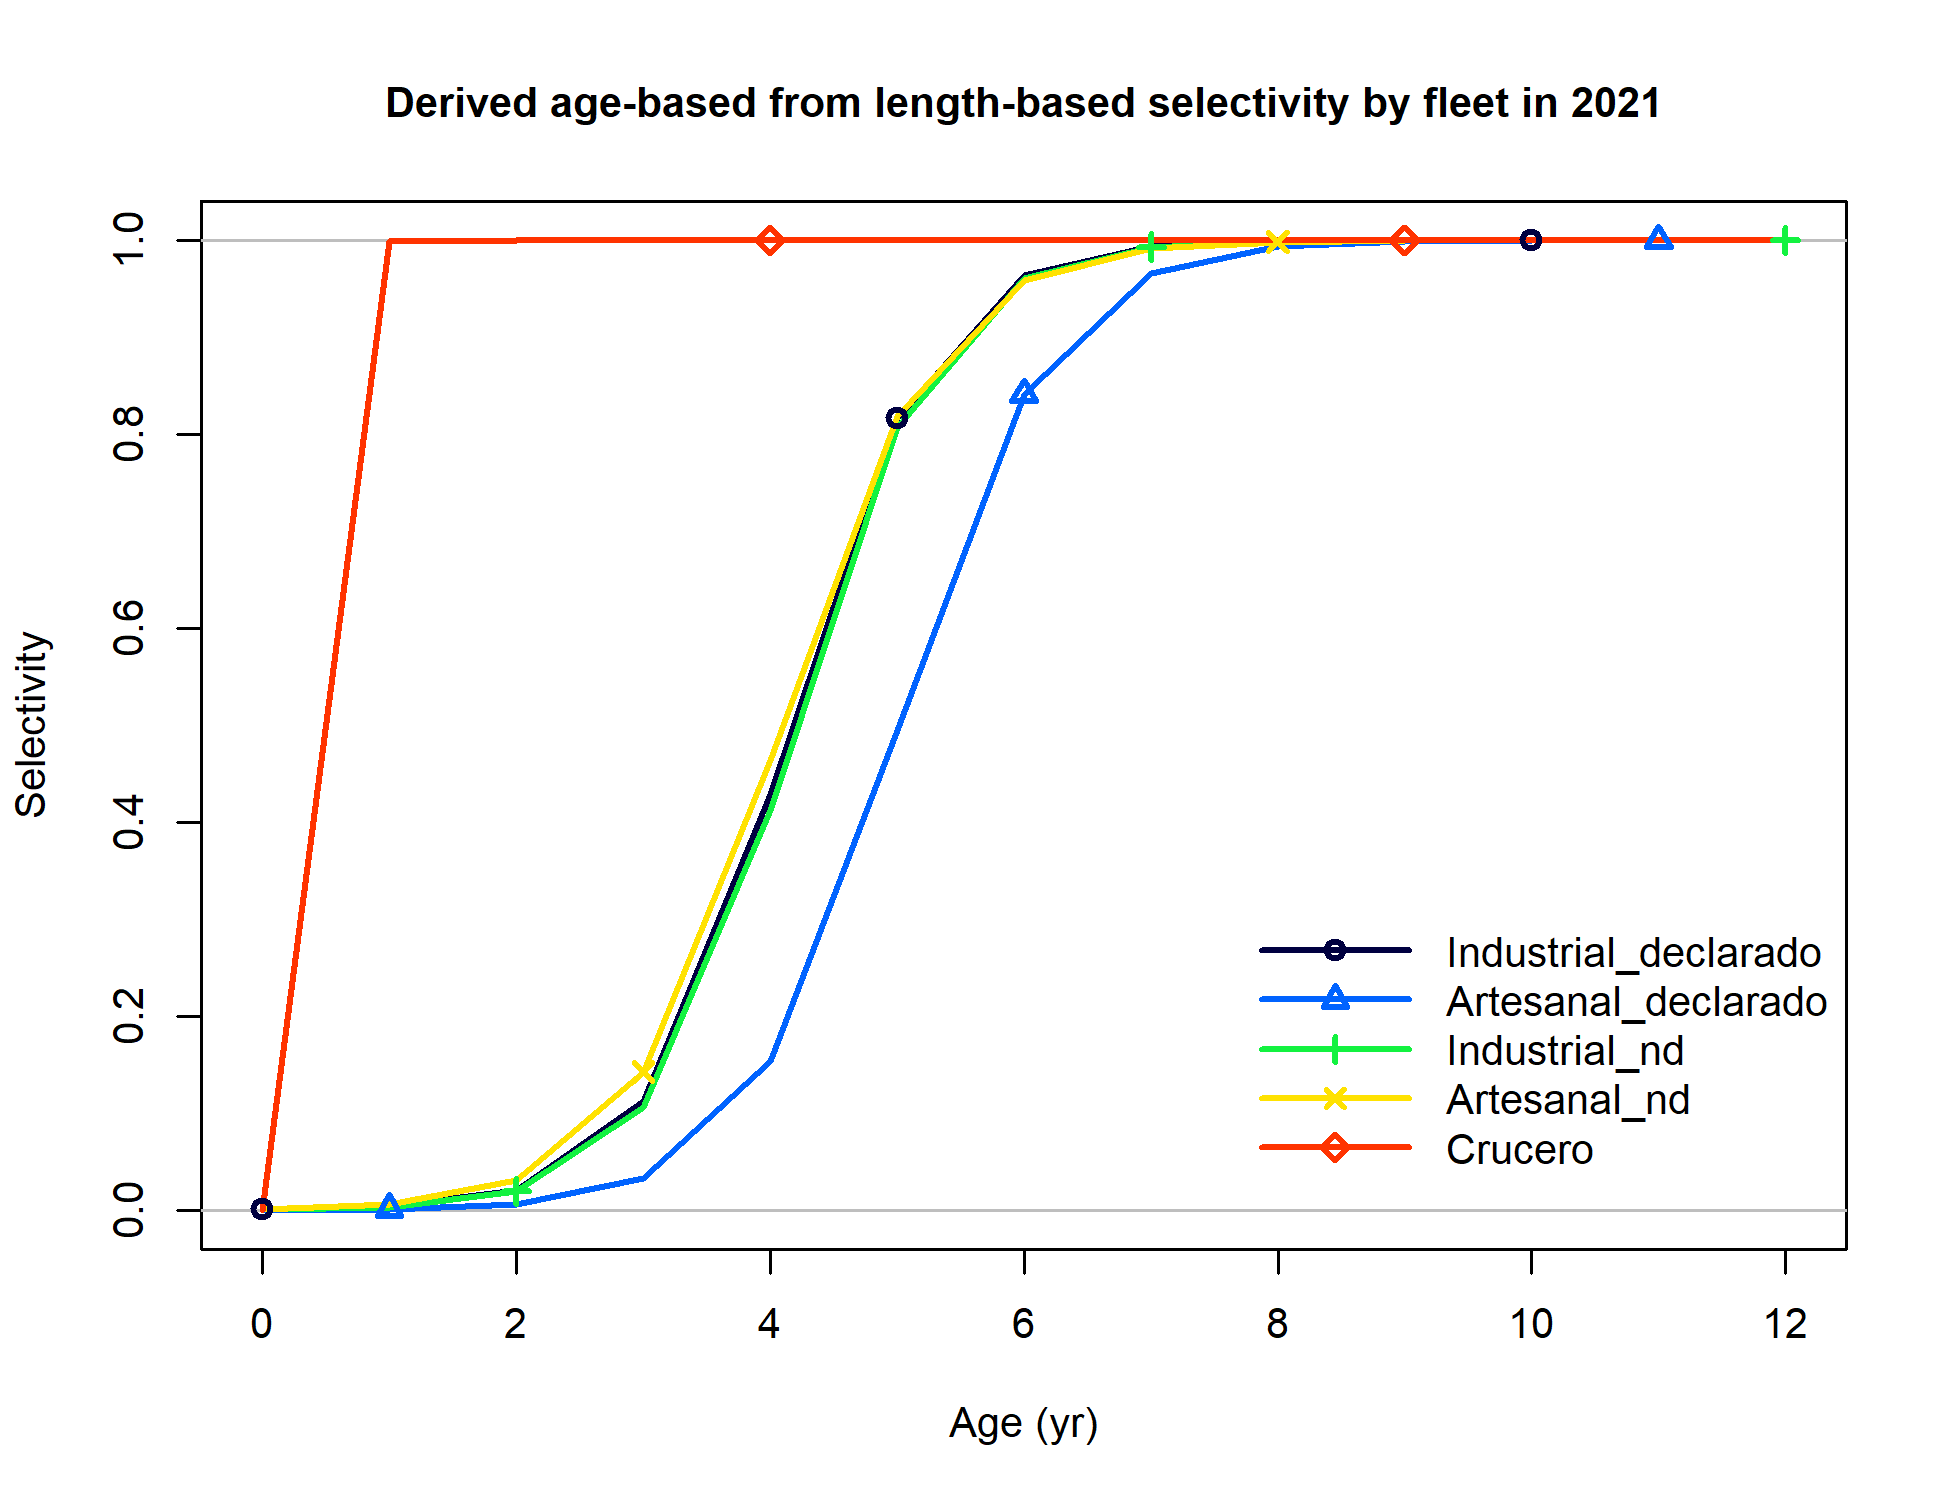 Derived age-based from length-based selectivity by fleet in 2021
1.0
0.8
0.6
0.4
0.2
0.0
Selectivity
Industrial_declarado
Artesanal_declarado
Industrial_nd
Artesanal_nd
Crucero
0 2 4 6 8 10 12
Age (yr)